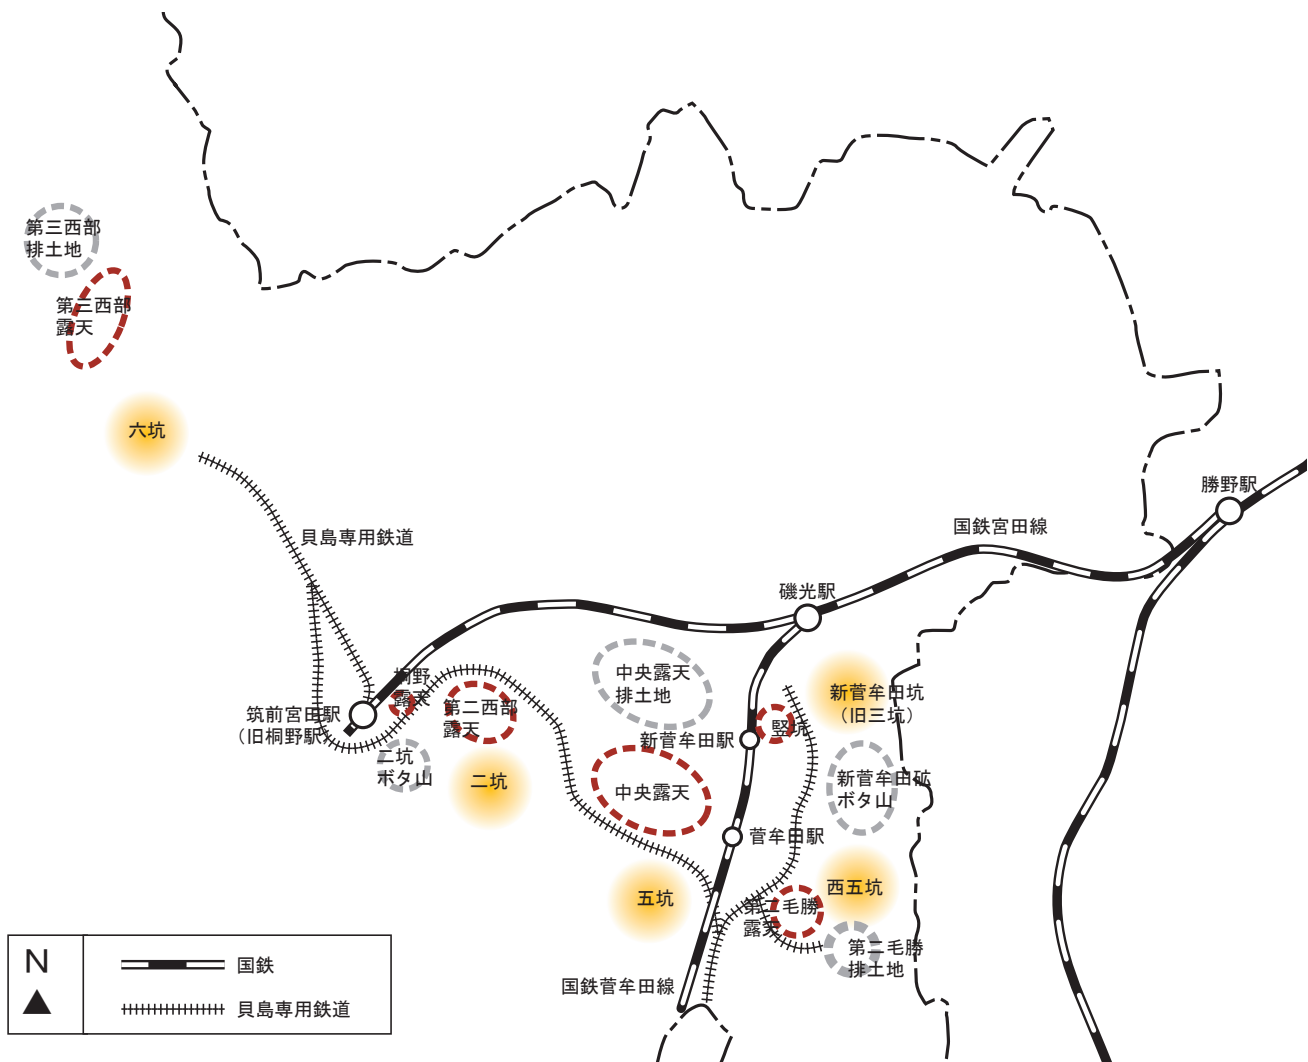 第三西部
排土地
第三西部
露天
六坑
貝島専用鉄道
勝野駅
国鉄宮田線
磯光駅
桐野
露天
筑前宮田駅
（旧桐野駅）
第二西部
露天
二坑
ボタ山
二坑
中央露天
排土地
新菅牟田駅
竪坑
新菅牟田坑
（旧三坑）
中央露天
新菅牟田砿
ボタ山
菅牟田駅
五坑
西五坑
第二毛勝
露天
第二毛勝
排土地
国鉄菅牟田線
N
国鉄
貝島専用鉄道